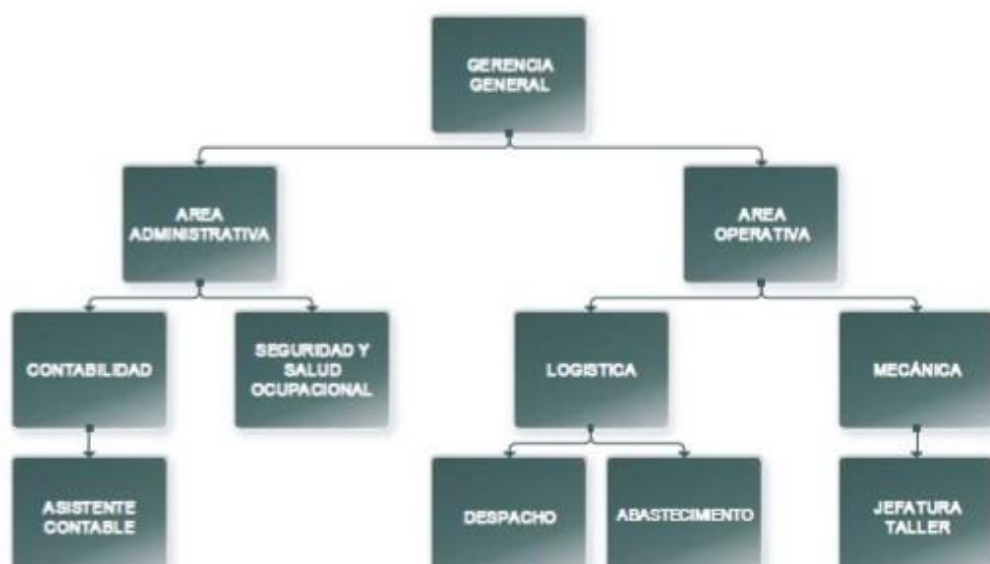 GERENCIA
GENERAL
AREA
ADMINISTRATIVA
AREA
OPERATIVA
CONTABILIDAD
SEGURIDAD Y
SALUD
OCUPACIONAL
LOGISTICA
MECÁNICA
ASISTENTE
CONTABLE
DESPACHO
ABASTECIMIENTO
JEFATURA
TALLER